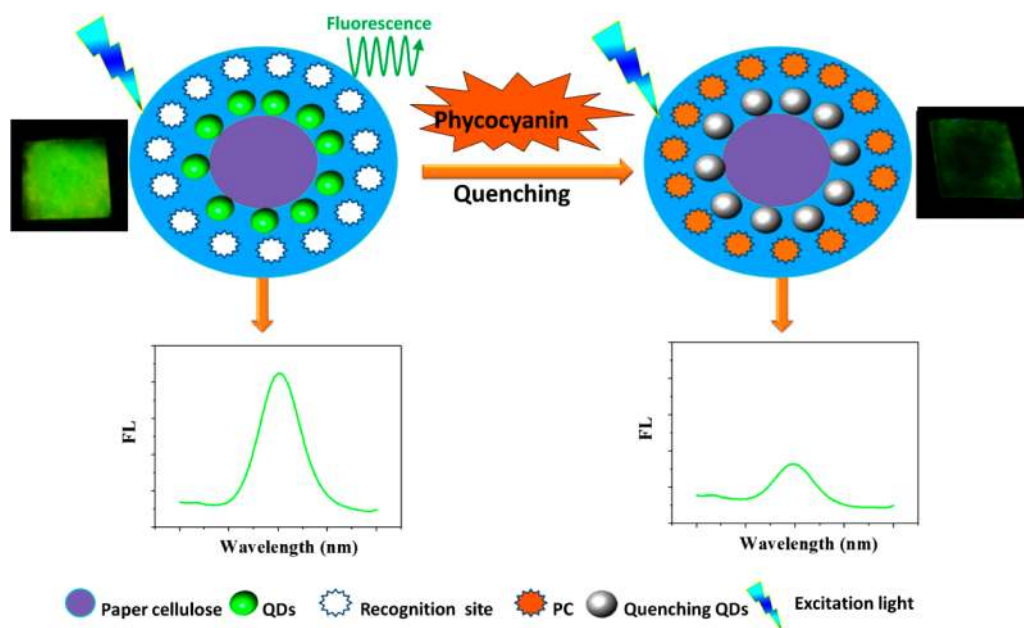 Fluorescence
Phycocyanin
Quenching
FL
Wavelength (nm)
FL
Wavelength (nm)
Paper cellulose QDs Recognition site PC Quenching QDs Excitation light